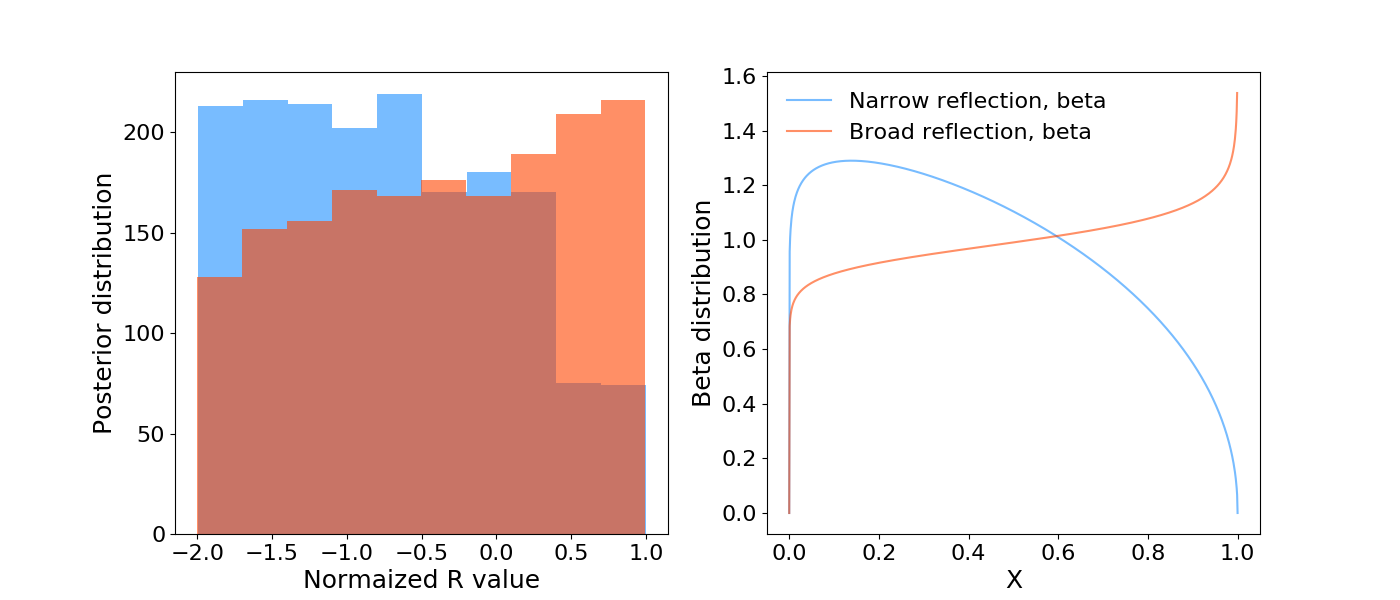 Posterior distribution
200
150
100
50
0
−2.0 −1.5 −1.0 −0.5 0.0 0.5 1.0
Normaized R value
Beta distribution
1.6
1.4
1.2
1.0
0.8
0.6
0.4
0.2
0.0
Narrow reflection, beta
Broad reflection, beta
0.0 0.2 0.4 0.6 0.8 1.0
X